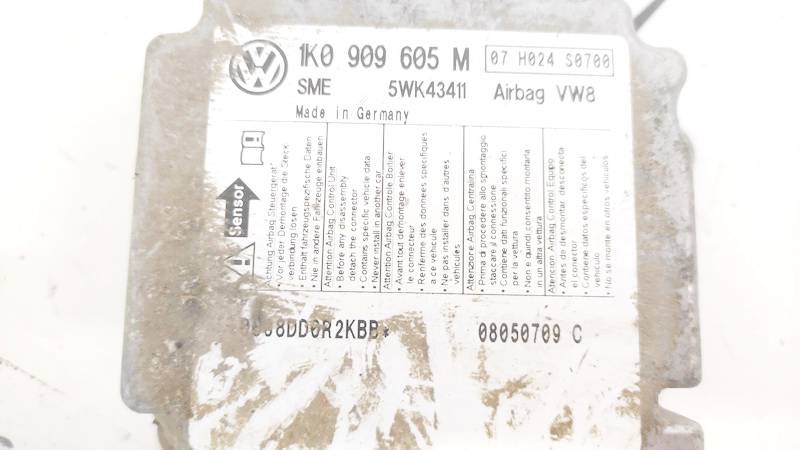 1K0 909 605 M
07 H024 S0700
SME 5WK43411 Airbag VW8
Made in Germany
Sensor
Achtung Airbag Steuergerät
• Vor jeder Demontage die Steck-
verbindung lösen
• Enthält fahrzeugspezifische Daten
• Nie in andere Fahrzeuge einbauen
Attention Airbag Control Unit
• Before any disassembly
detach the connector
• Contains specific vehicle data
• Never install in another car
Attention Airbag Controle Boitier
• Avant tout demontage enlever
le connecteur
• Renferme des donnees specifiques
a ce vehicule
• Ne pas installer dans d'autres
vehicules
Attenzione Airbag Centralina
• Prima di procedere allo smontaggio
staccare il connessione
• Contiene dati funzionali specifici
per la vettura
• Non e quindi consentito montarla
in un altra vettura
Atencion Airbag Control Equipo
• Antes de desmontar desconecta
el conector
• Contiene datos especificos del
vehiculo
• No se monte en otros vehiculos
8DD0R2KBB*
08050709 C